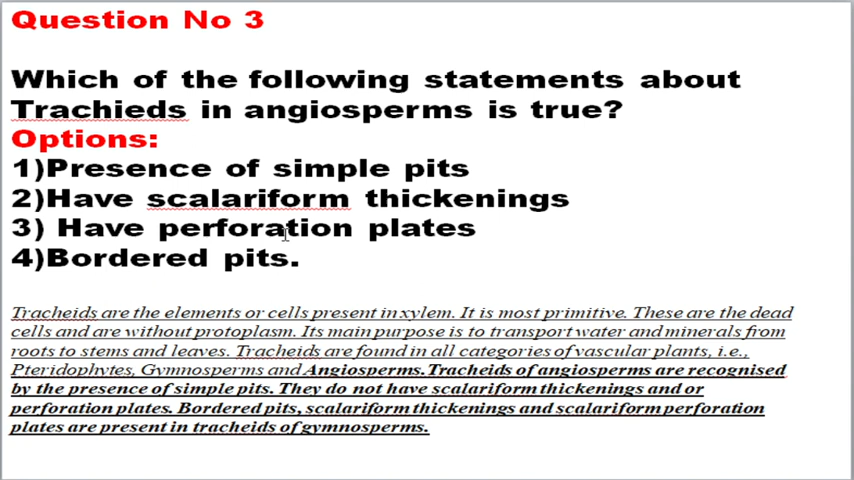 Question No 3
Which of the following statements about
Trachieds in angiosperms is true?
Options:
1)Presence of simple pits
2)Have scalariform thickenings
3) Have perforation plates
4)Bordered pits.
Tracheids are the elements or cells present in xylem. It is most primitive. These are the dead
cells and are without protoplasm. Its main purpose is to transport water and minerals from
roots to stems and leaves. Tracheids are found in all categories of vascular plants, i.e.,
Pteridophytes, Gymnosperms and Angiosperms.Tracheids of angiosperms are recognised
by the presence of simple pits. They do not have scalariform thickenings and or
perforation plates. Bordered pits, scalariform thickenings and scalariform perforation
plates are present in tracheids of gymnosperms.